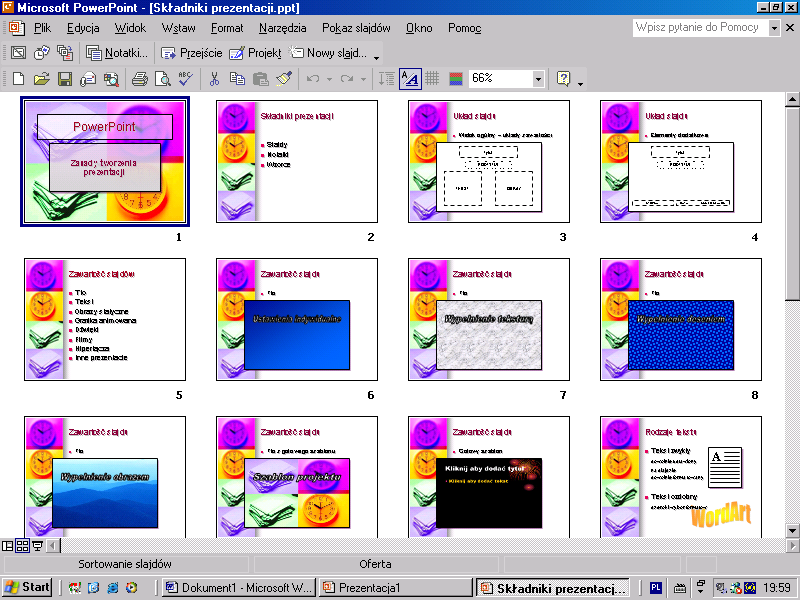 Microsoft PowerPoint - [Składniki prezentacji.ppt]
Plik Edycja Widok Wstaw Format Narzędzia Pokaz slajdów Okno Pomoc
Wpisz pytanie do Pomocy
Notatki... Przejście Projekt Nowy slajd...
66%
PowerPoint
Zasady tworzenia
prezentacji
1
Składniki prezentacji
Slajdy
Notatki
Wzorce
2
Układ slajdu
Widok ogólny – układy zawartości
3
Układ slajdu
Elementy dodatkowe
4
Zawartość slajdów
Tło
Tekst
Obrazy statyczne
Grafika animowana
Dźwięki
Filmy
Hiperłącza
Inne prezentacje
5
Zawartość slajdu
Tło
Ustawienia indywidualne
6
Zawartość slajdu
Tło
Wypełnienie teksturą
7
Zawartość slajdu
Tło
Wypełnienie deseniem
8
Zawartość slajdu
Tło
Wypełnienie obrazem
Zawartość slajdu
Tło z gotowego szablonu
Szablon projektu
Zawartość slajdu
Gotowy szablon
Kliknij aby dodać tytuł
Kliknij aby dodać tekst
Rodzaje tekstu
Tekst zwykły
A
Tekst ozdobny
WordArt
Sortowanie slajdów
Oferta
Start
Dokument1 - Microsoft W...
Prezentacja1
Składniki prezentacj...
PL
19:59